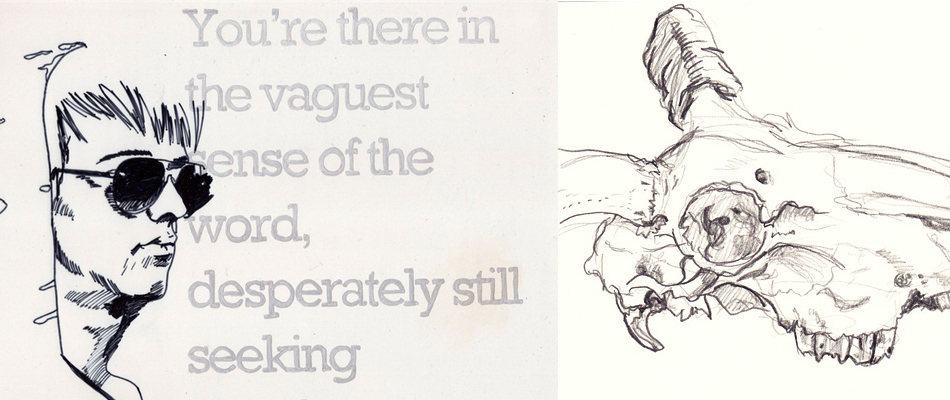 You're there in
the vaguest
sense of the
word,
desperately still
seeking